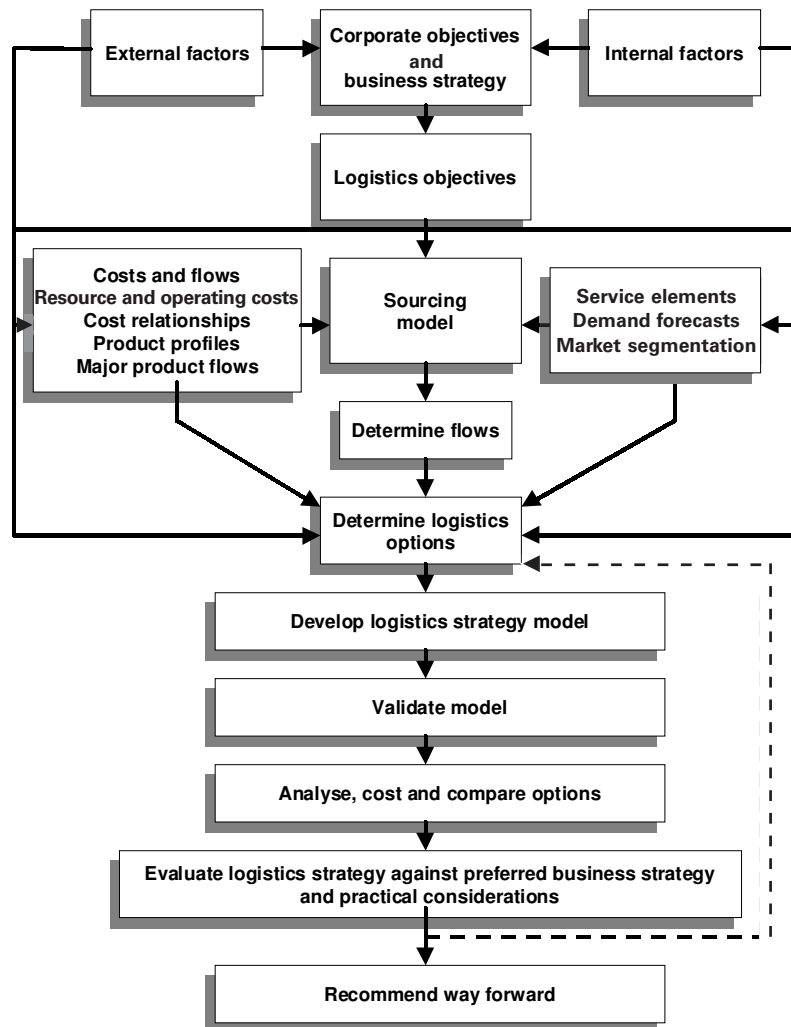 External factors
Corporate objectives
and
business strategy
Internal factors
Logistics objectives
Costs and flows
Resource and operating costs
Cost relationships
Product profiles
Major product flows
Sourcing
model
Service elements
Demand forecasts
Market segmentation
Determine flows
Determine logistics
options
Develop logistics strategy model
Validate model
Analyse, cost and compare options
Evaluate logistics strategy against preferred business strategy
and practical considerations
Recommend way forward